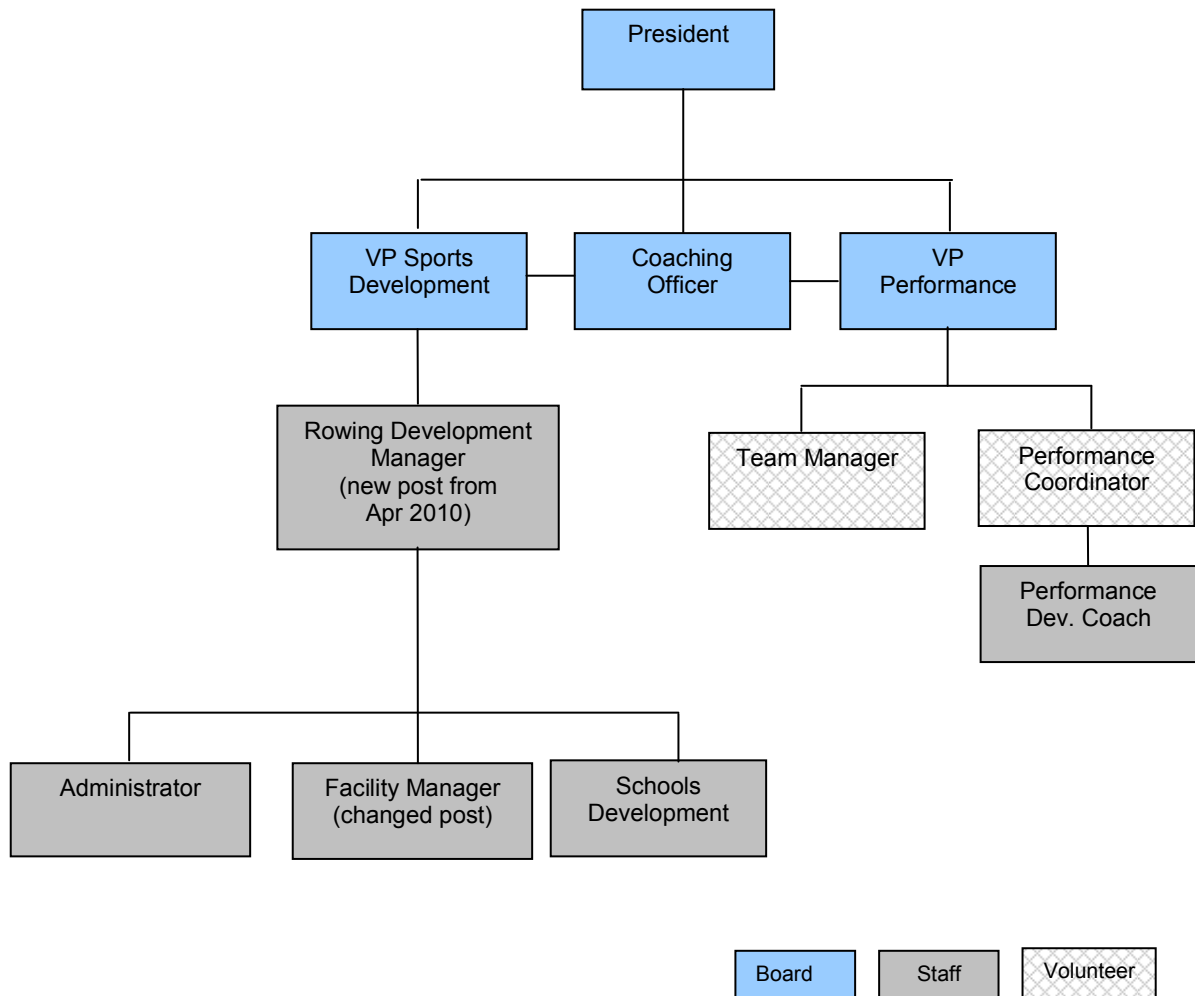 President
VP Sports
Development
Coaching
Officer
VP
Performance
Rowing Development
Manager
(new post from
Apr 2010)
Team Manager
Performance
Coordinator
Performance
Dev. Coach
Administrator
Facility Manager
(changed post)
Schools
Development
Board
Staff
Volunteer